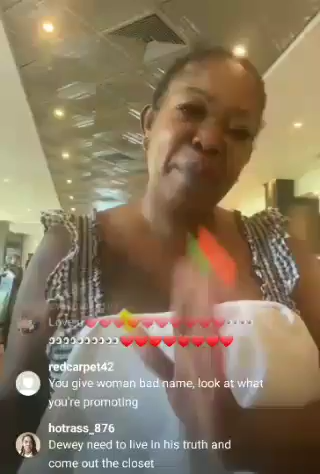 Love
redcarpet42
You give woman bad name, look at what
you're promoting
hotrass_876
Dewey need to live in his truth and
come out the closet